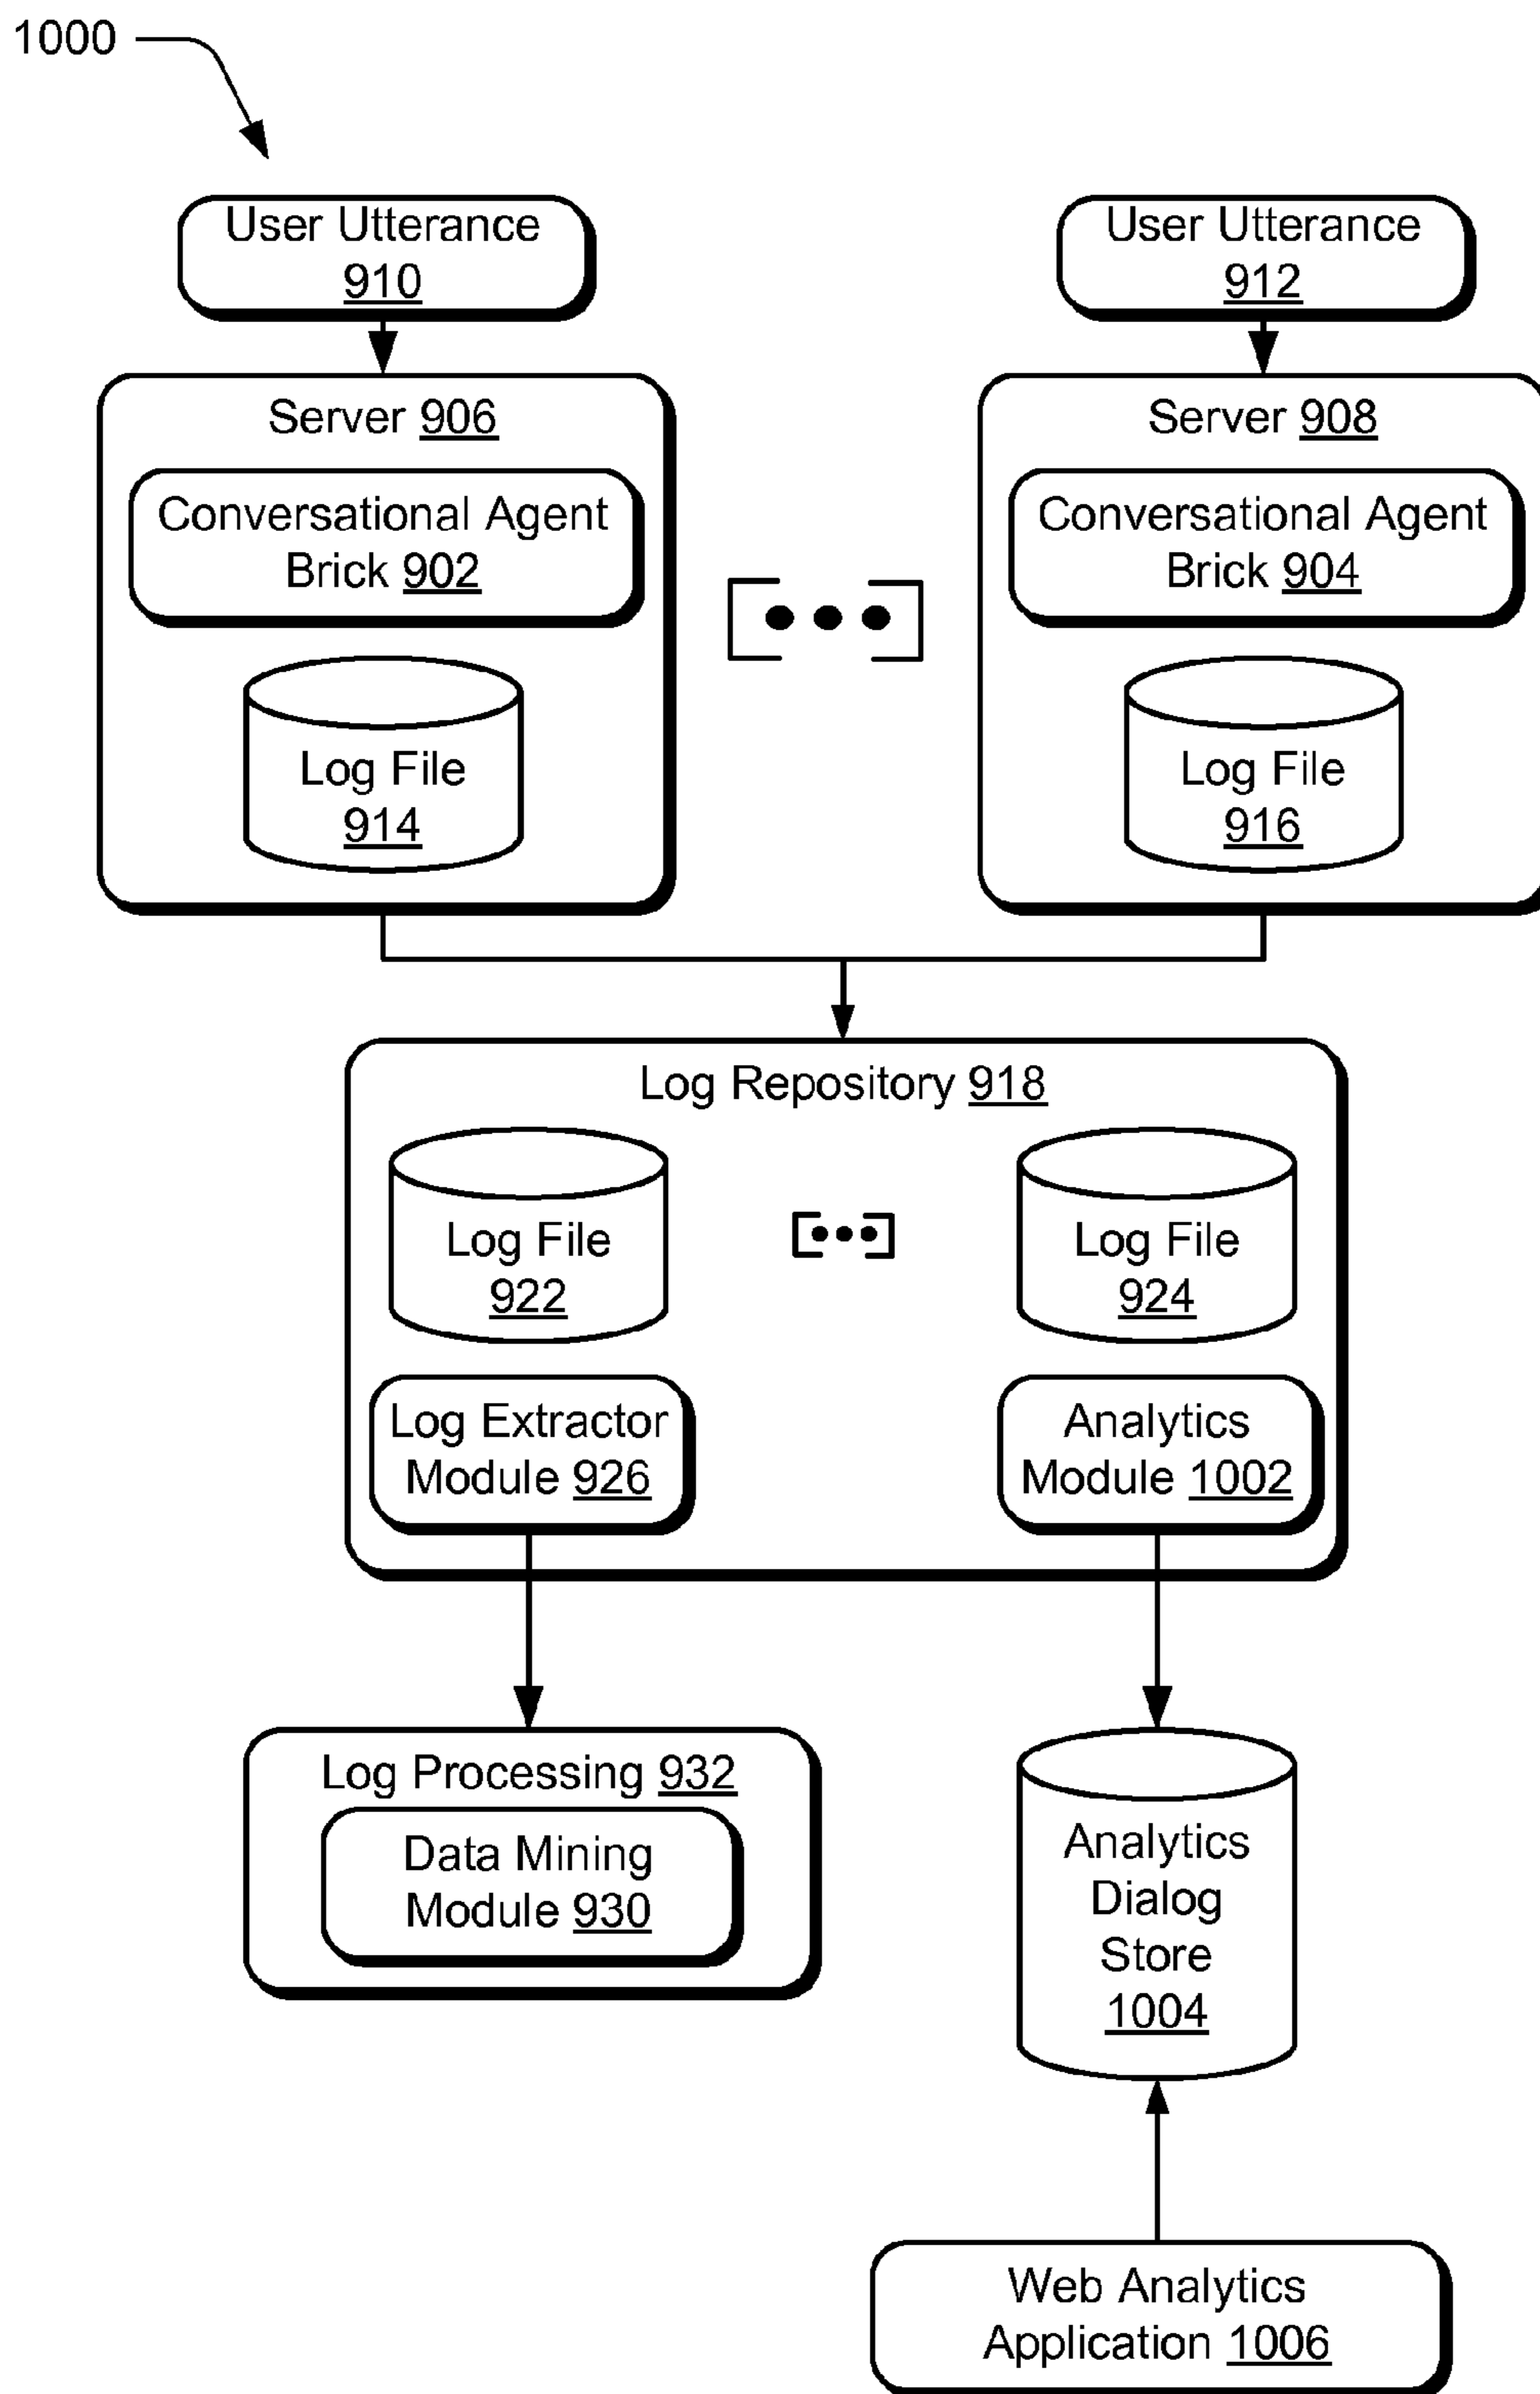 1000
User Utterance
910
User Utterance
912
Server 906
Conversational Agent
Brick 902
Log File
914
Server 908
Conversational Agent
Brick 904
Log File
916
Log Repository 918
Log File
922
Log File
924
Log Extractor
Module 926
Analytics
Module 1002
Log Processing 932
Data Mining
Module 930
Analytics
Dialog
Store
1004
Web Analytics
Application 1006